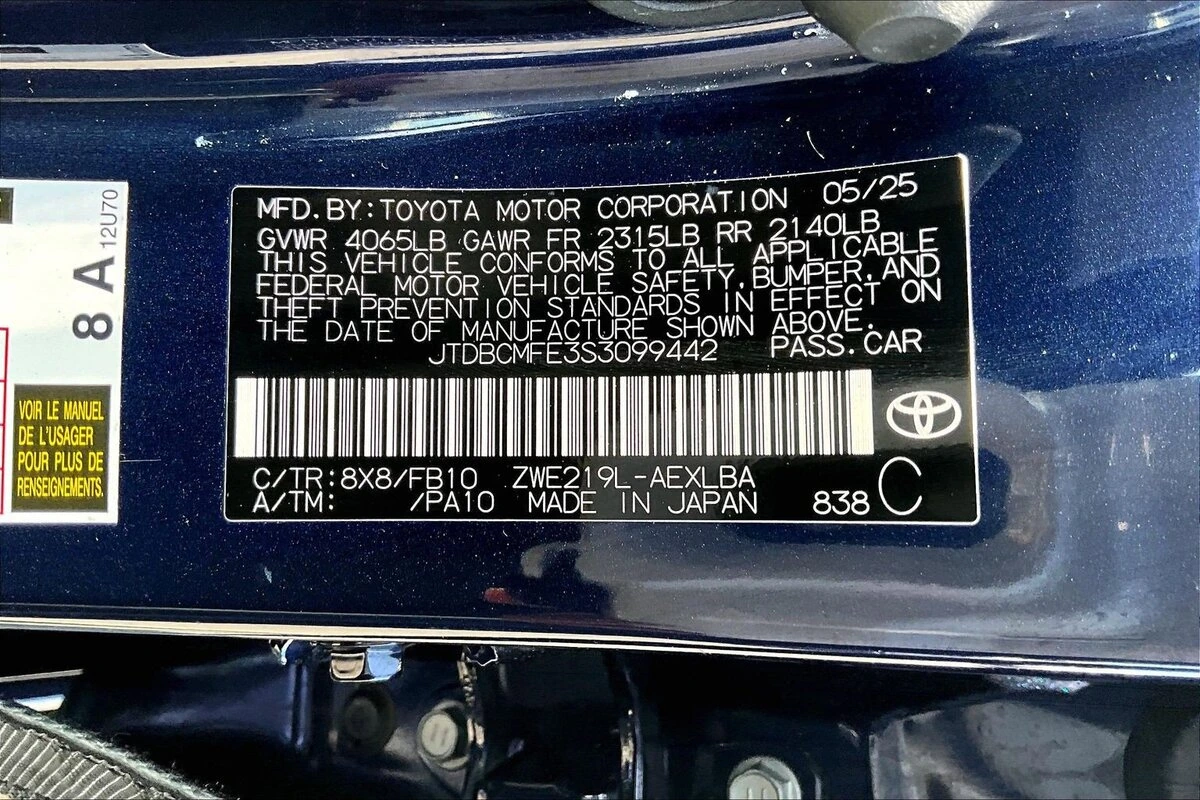 8 A 12U70
VOIR LE MANUEL
DE L'USAGER
POUR PLUS DE
RENSEIGNEMENTS.
MFD.BY:TOYOTA MOTOR CORPORATION 05/25
GVWR 4065LB GAWR FR 2315LB RR 2140LB
THIS VEHICLE CONFORMS TO ALL APPLICABLE
FEDERAL MOTOR VEHICLE SAFETY,BUMPER,AND
THEFT PREVENTION STANDARDS IN EFFECT ON
THE DATE OF MANUFACTURE SHOWN ABOVE.
JTDBCMFE3S3099442 PASS.CAR
C/TR:8X8/FB10 ZWE219L-AEXLBA
A/TM: /PA10 MADE IN JAPAN 838 C